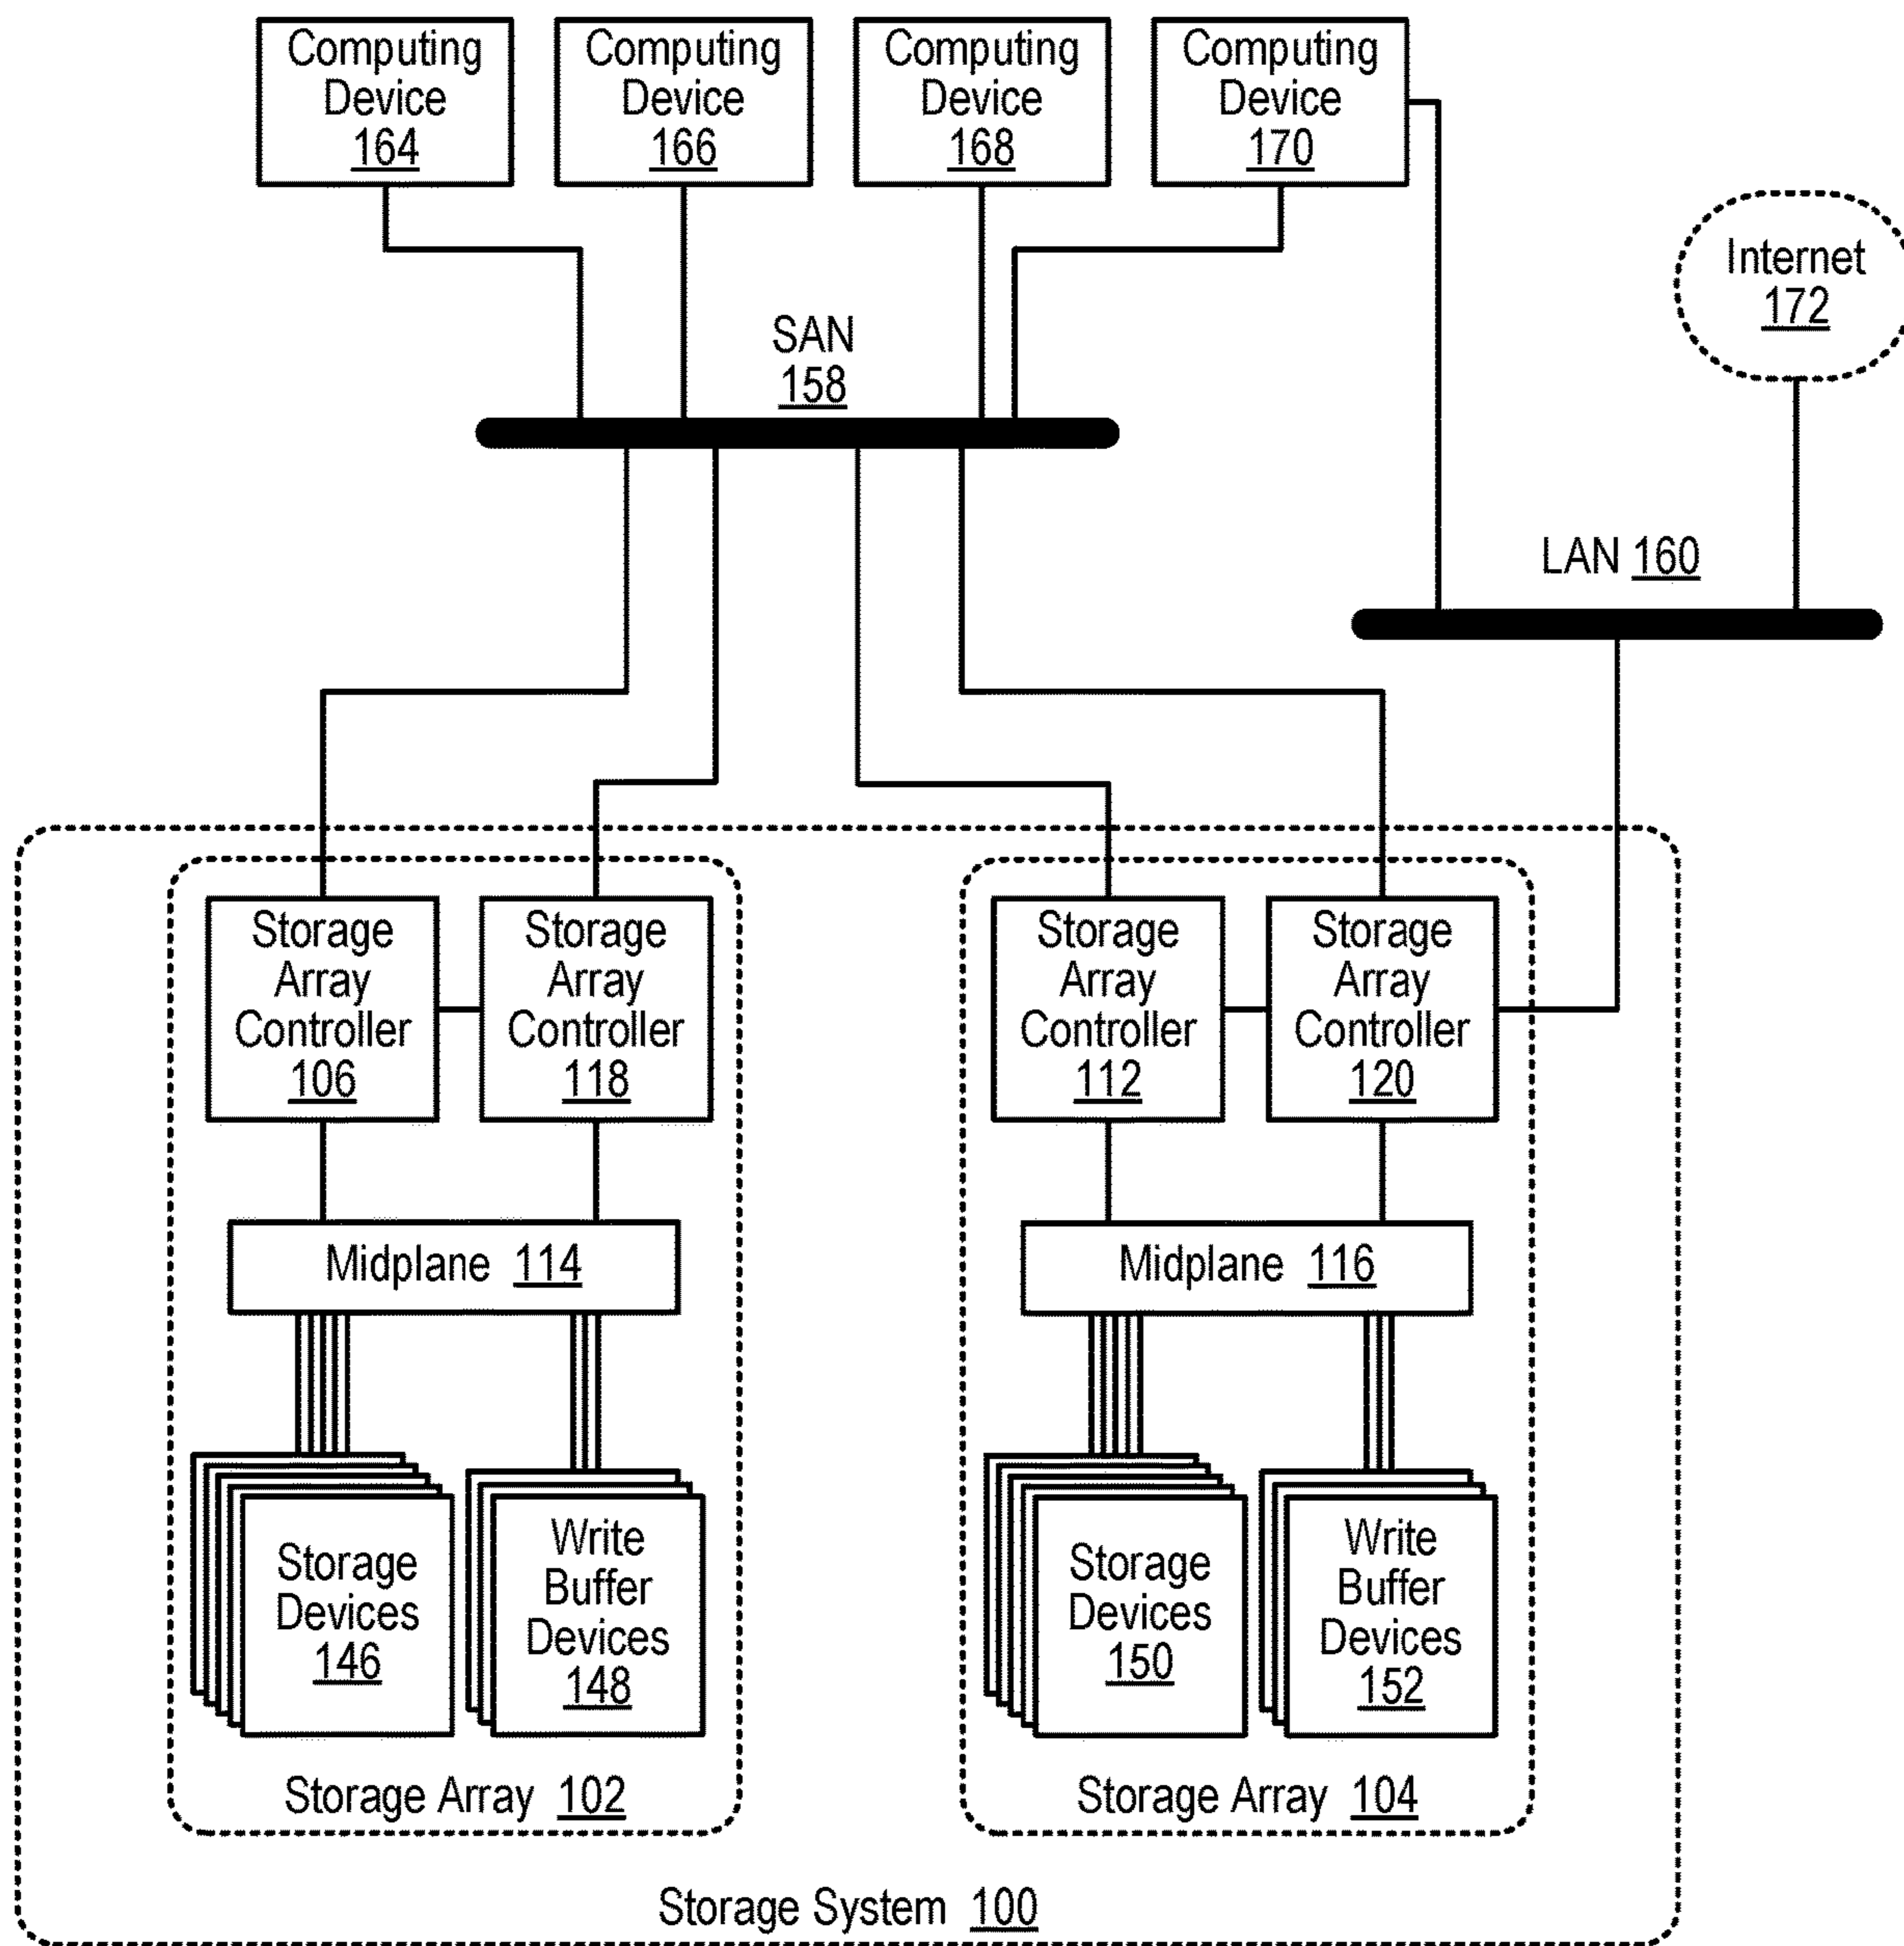 Computing
Device
164
Computing
Device
166
Computing
Device
168
Computing
Device
170
Internet
172
SAN
158
LAN 160
Storage
Array
Controller
106
Storage
Array
Controller
118
Storage
Array
Controller
112
Storage
Array
Controller
120
Midplane 114
Midplane 116
Storage
Devices
146
Write
Buffer
Devices
148
Storage
Devices
150
Write
Buffer
Devices
152
Storage Array 102
Storage Array 104
Storage System 100